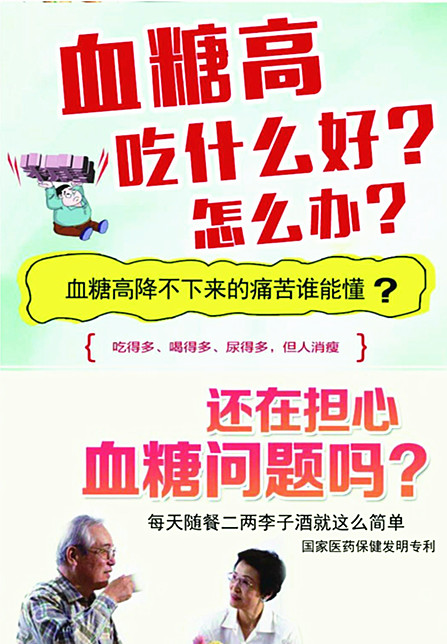 血糖高
吃什么好?
怎么办?
血糖高降不下来的痛苦谁能懂?
{ 吃得多、喝得多、尿得多,但人消瘦 }
还在担心
血糖问题吗?
每天随餐二两李子酒就这么简单
国家医药保健发明专利